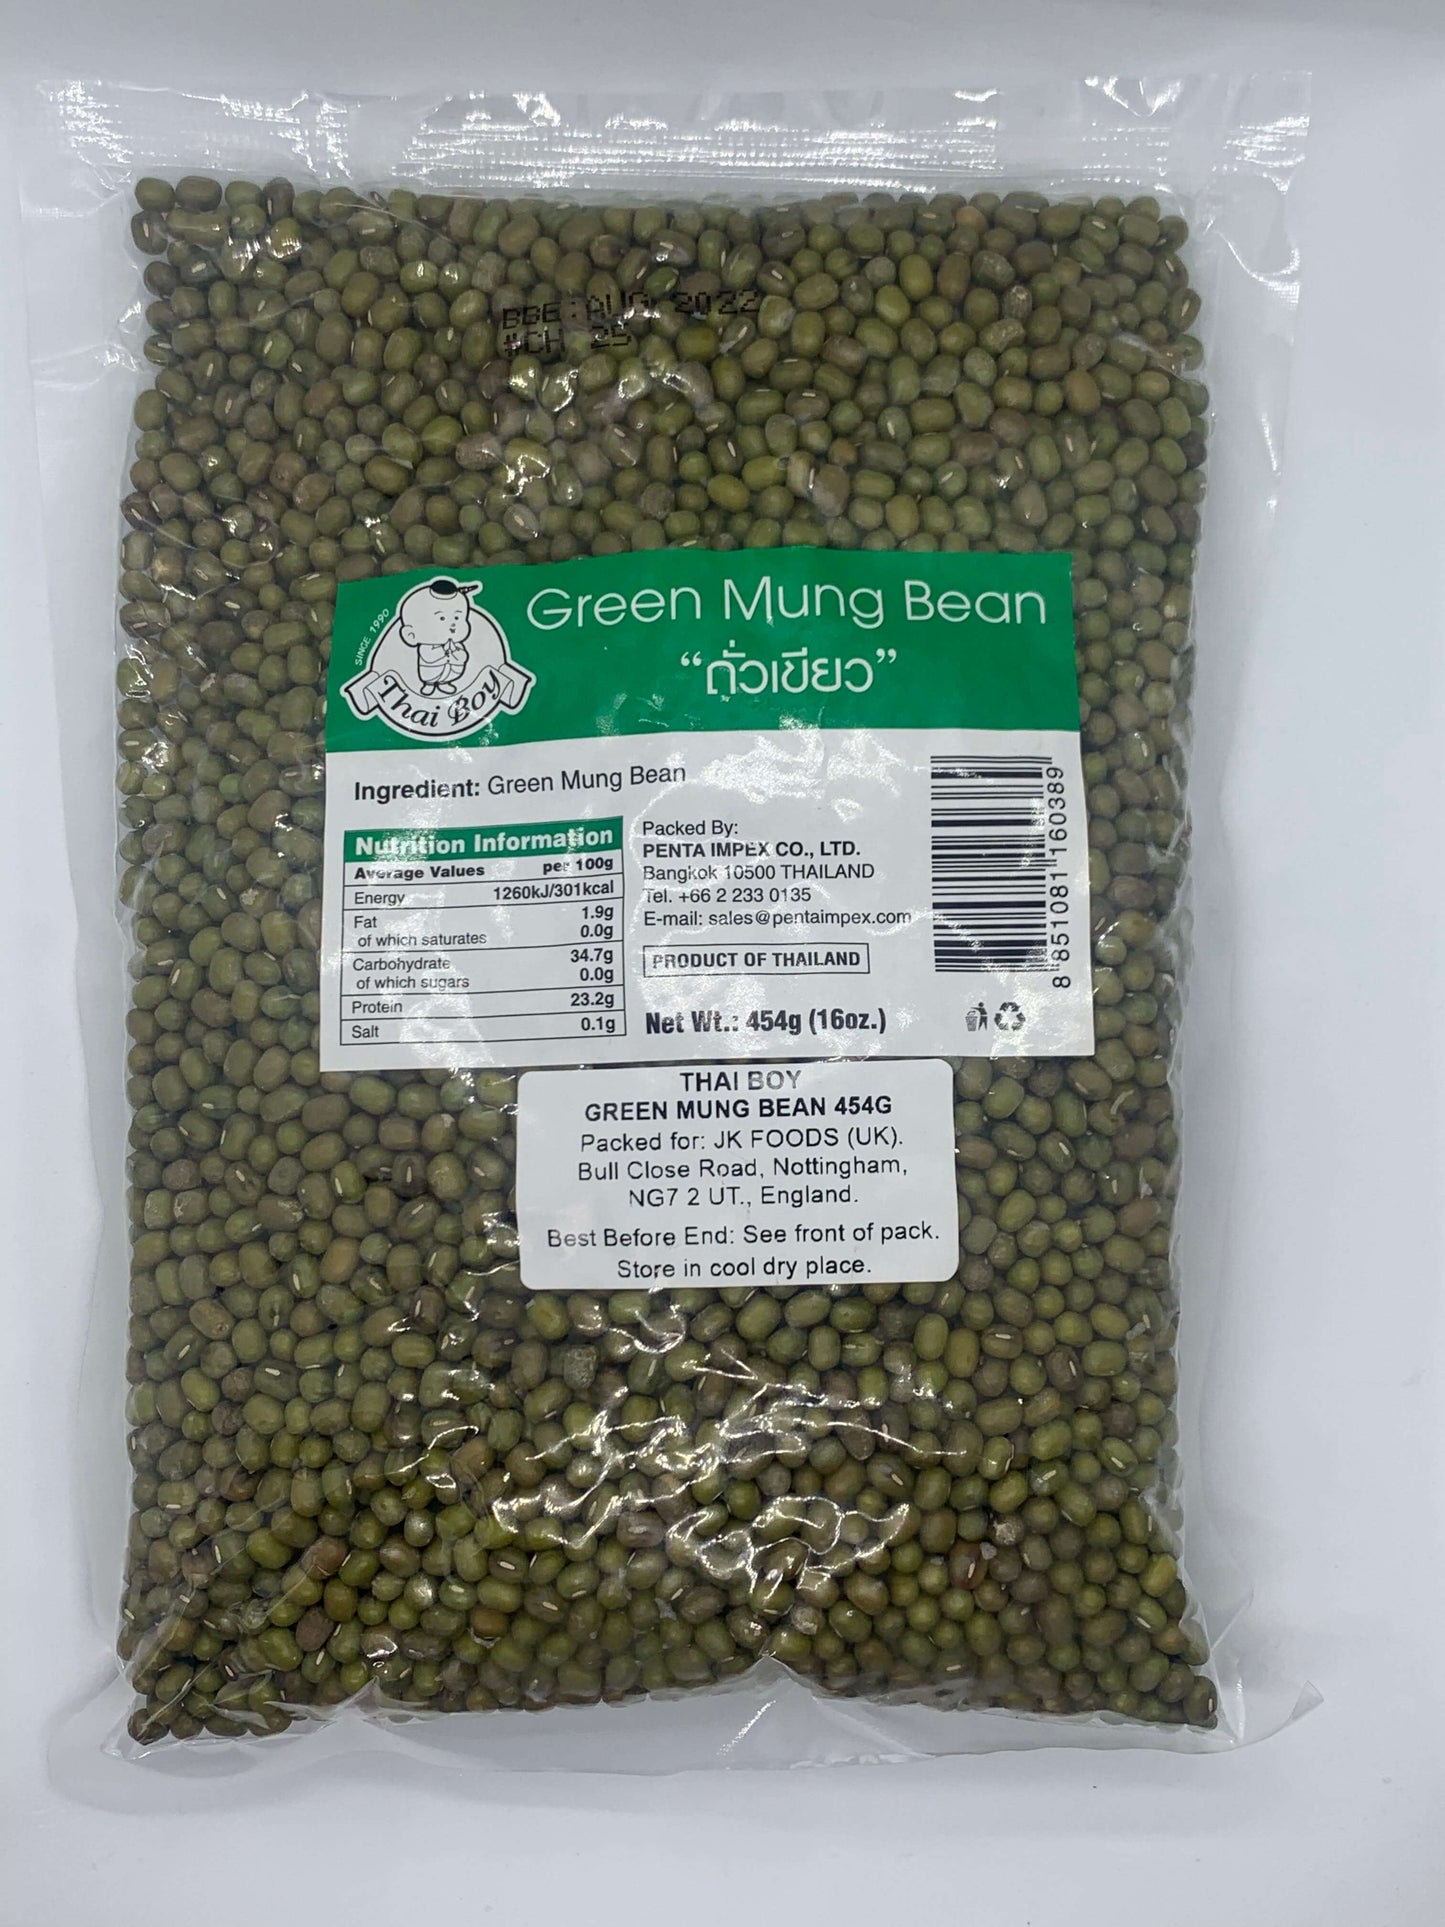 BBE:AUG 2022
#CH 25
SINCE 1990
Thai Boy
Green Mung Bean
“ถั่วเขียว”
Ingredient: Green Mung Bean
Nutrition Information
Average Values per 100g
Energy 1260kJ/301kcal
Fat 1.9g
of which saturates 0.0g
Carbohydrate 34.7g
of which sugars 0.0g
Protein 23.2g
Salt 0.1g
Packed By:
PENTA IMPEX CO., LTD.
Bangkok 10500 THAILAND
Tel. +66 2 233 0135
E-mail: sales@pentaimpex.com
PRODUCT OF THAILAND
Net Wt.: 454g (16oz.)
8 851081 160389
THAI BOY
GREEN MUNG BEAN 454G
Packed for: JK FOODS (UK).
Bull Close Road, Nottingham,
NG7 2 UT., England.
Best Before End: See front of pack.
Store in cool dry place.